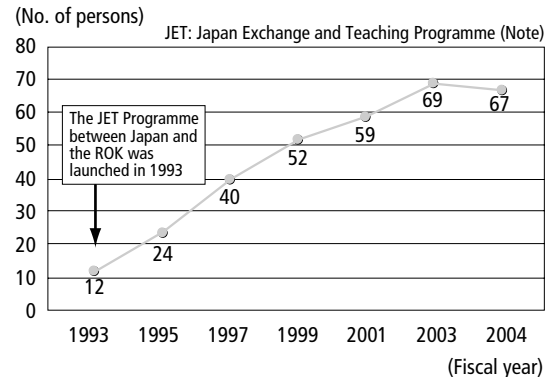 (No. of persons)
JET: Japan Exchange and Teaching Programme (Note)
80
70
60
50
40
30
20
10
0
The JET Programme
between Japan and
the ROK was
launched in 1993
12
24
40
52
59
69
67
1993 1995 1997 1999 2001 2003 2004
(Fiscal year)